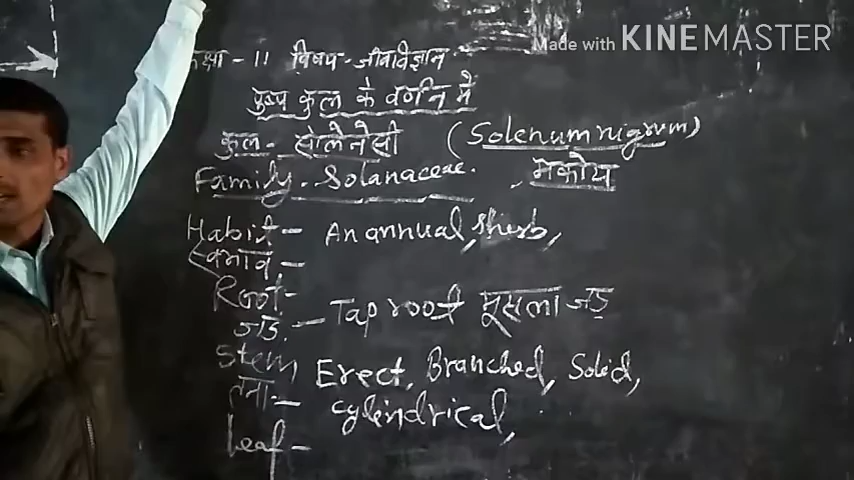 Made with KINEMASTER
कक्षा - 11 विषय - जीवविज्ञान
पुष्प कुल के वर्णन में
कुल - सोलेनेसी (Solenum nigrum)
Family. Solanaceae. , मकोय
Habit - An annual, herb,
स्वभाव -
Root -
जड़ - Tap root मूसला जड़
Stem Erect, Branched, Solid,
तना - cylindrical,
Leaf -